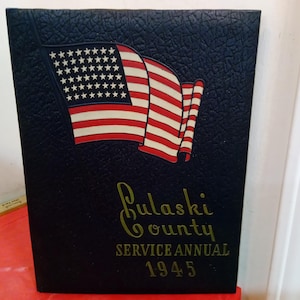 Pulaski
County
SERVICE ANNUAL
1945